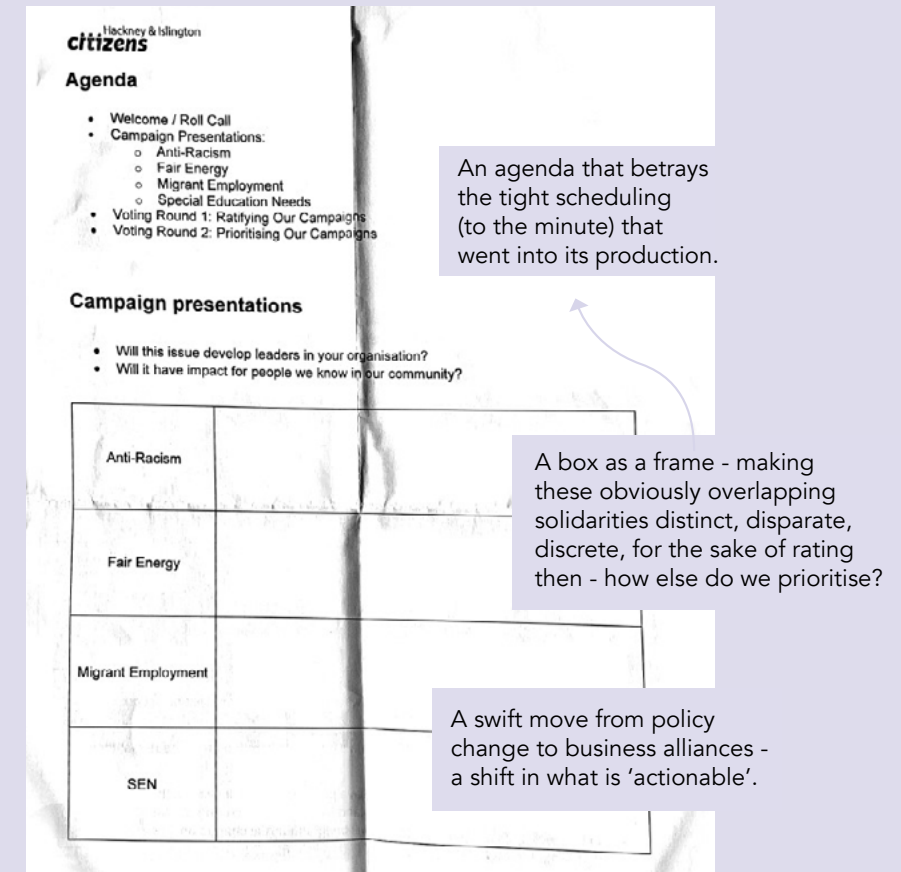 Hackney & Islington
citizens
Agenda
• Welcome / Roll Call
• Campaign Presentations:
o Anti-Racism
o Fair Energy
o Migrant Employment
o Special Education Needs
• Voting Round 1: Ratifying Our Campaigns
• Voting Round 2: Prioritising Our Campaigns
An agenda that betrays
the tight scheduling
(to the minute) that
went into its production.
Campaign presentations
• Will this issue develop leaders in your organisation?
• Will it have impact for people we know in our community?
Anti-Racism
A box as a frame - making
these obviously overlapping
solidarities distinct, disparate,
discrete, for the sake of rating
then - how else do we prioritise?
Fair Energy
Migrant Employment
A swift move from policy
change to business alliances -
a shift in what is ‘actionable’.
SEN